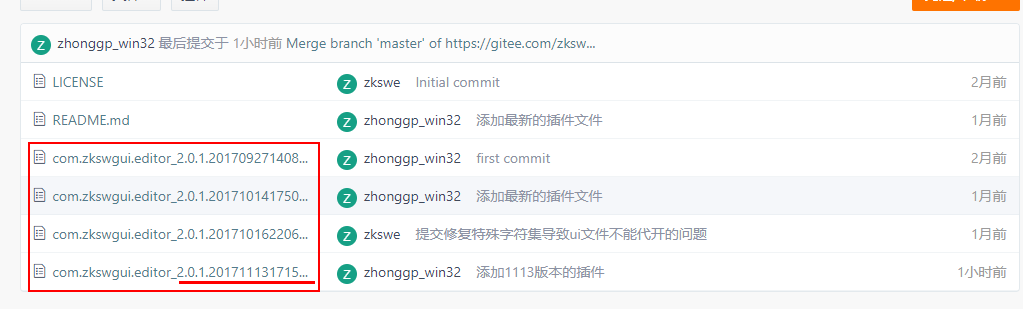 zhonggp_win32 最后提交于 1小时前 Merge branch 'master' of https://gitee.com/zksw...
LICENSE zkswe Initial commit 2月前
README.md zhonggp_win32 添加最新的插件文件 1月前
com.zkswgui.editor_2.0.1.201709271408... zhonggp_win32 first commit 2月前
com.zkswgui.editor_2.0.1.201710141750... zhonggp_win32 添加最新的插件文件 1月前
com.zkswgui.editor_2.0.1.201710162206... zkswe 提交修复特殊字符集导致ui文件不能代开的问题 1月前
com.zkswgui.editor_2.0.1.201711131715... zhonggp_win32 添加1113版本的插件 1小时前